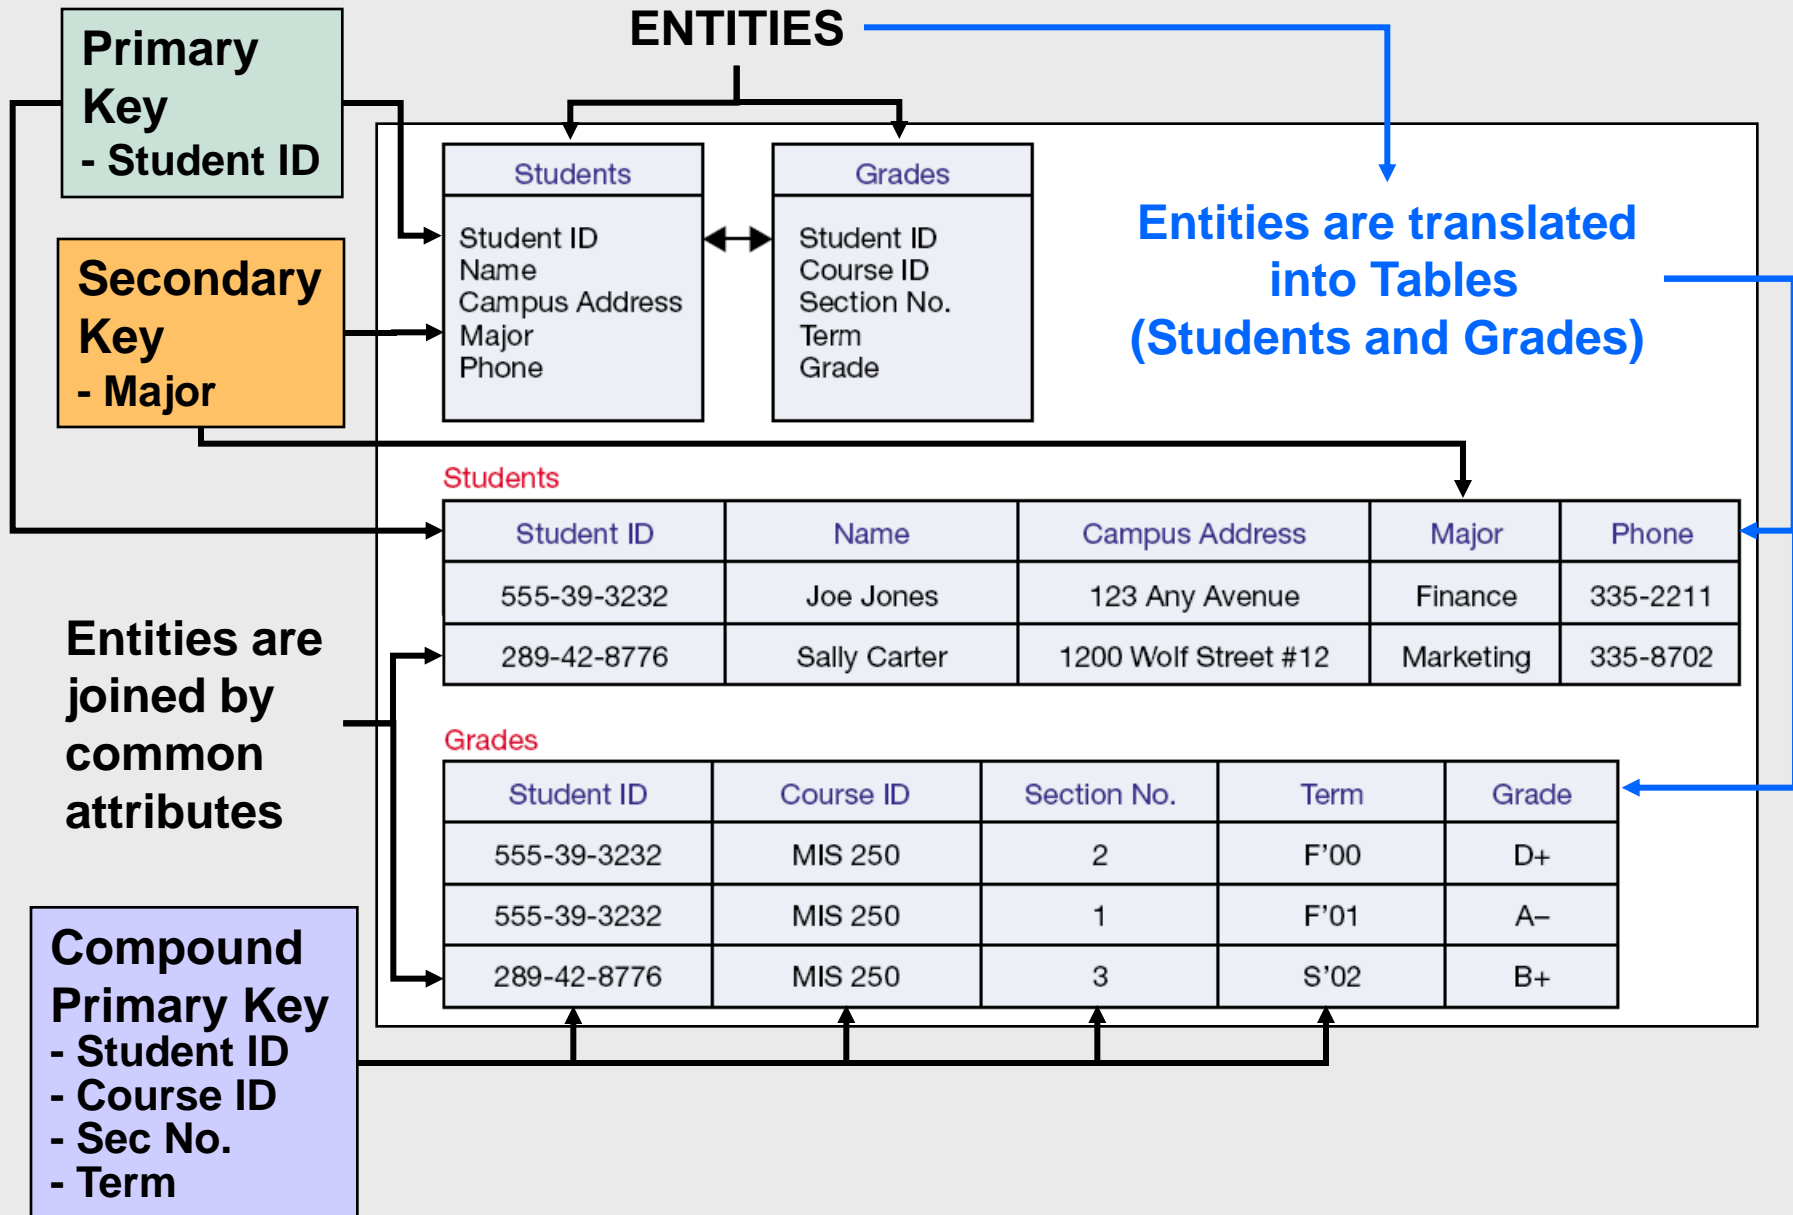 ENTITIES
Primary
Key
- Student ID
Secondary
Key
- Major
Students
Student ID
Name
Campus Address
Major
Phone
Grades
Student ID
Course ID
Section No.
Term
Grade
Entities are translated
into Tables
(Students and Grades)
Students
Student ID Name Campus Address Major Phone
555-39-3232 Joe Jones 123 Any Avenue Finance 335-2211
289-42-8776 Sally Carter 1200 Wolf Street #12 Marketing 335-8702
Entities are
joined by
common
attributes
Grades
Student ID Course ID Section No. Term Grade
555-39-3232 MIS 250 2 F’00 D+
555-39-3232 MIS 250 1 F’01 A–
289-42-8776 MIS 250 3 S’02 B+
Compound
Primary Key
- Student ID
- Course ID
- Sec No.
- Term